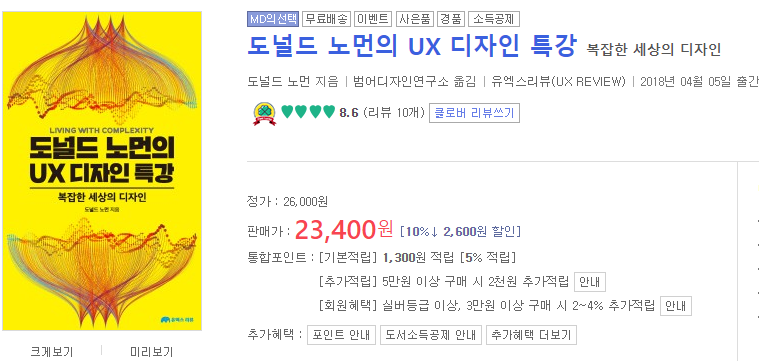 MD의선택 무료배송 이벤트 사은품 경품 소득공제
도널드 노먼의 UX 디자인 특강 복잡한 세상의 디자인
도널드 노먼 지음 | 범어디자인연구소 옮김 | 유엑스리뷰(UX REVIEW) | 2018년 04월 05일 출간
8.6 (리뷰 10개) 클로버 리뷰쓰기
LIVING WITH COMPLEXITY
도널드 노먼의
UX 디자인 특강
복잡한 세상의 디자인
도널드 노먼 지음
유엑스 리뷰
정가 : 26,000원
판매가 : 23,400원 [10%↓ 2,600원 할인]
통합포인트 : [기본적립] 1,300원 적립 [5% 적립]
[추가적립] 5만원 이상 구매 시 2천원 추가적립 안내
[회원혜택] 실버등급 이상, 3만원 이상 구매 시 2~4% 추가적립 안내
추가혜택 : 포인트 안내 도서소득공제 안내 추가혜택 더보기
크게보기 | 미리보기